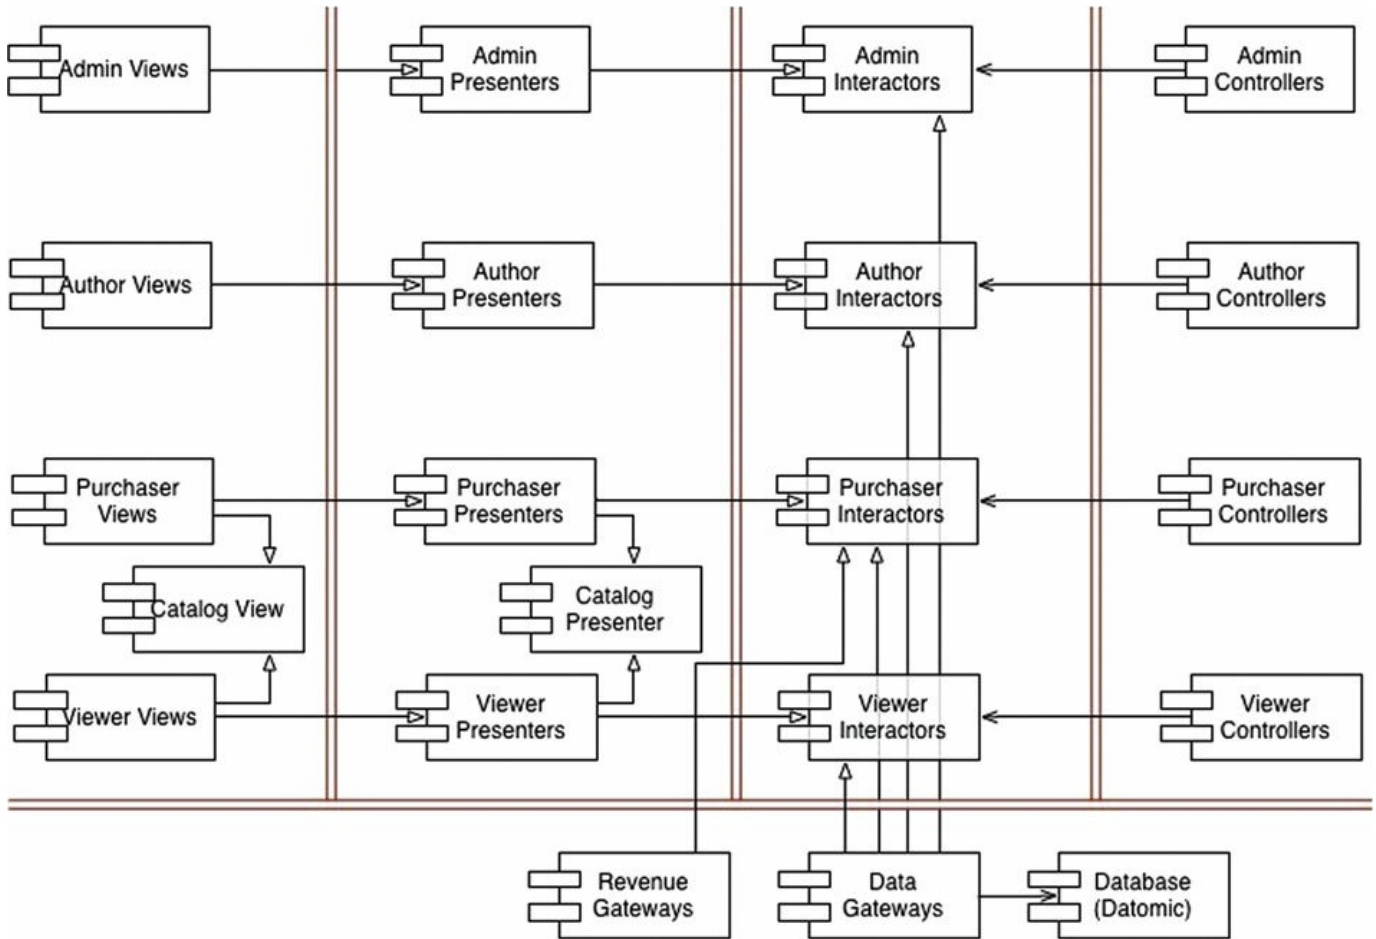 Admin Views
Admin
Presenters
Admin
Interactors
Admin
Controllers
Author Views
Author
Presenters
Author
Interactors
Author
Controllers
Purchaser
Views
Purchaser
Presenters
Purchaser
Interactors
Purchaser
Controllers
Catalog View
Catalog
Presenter
Viewer Views
Viewer
Presenters
Viewer
Interactors
Viewer
Controllers
Revenue
Gateways
Data
Gateways
Database
(Datomic)